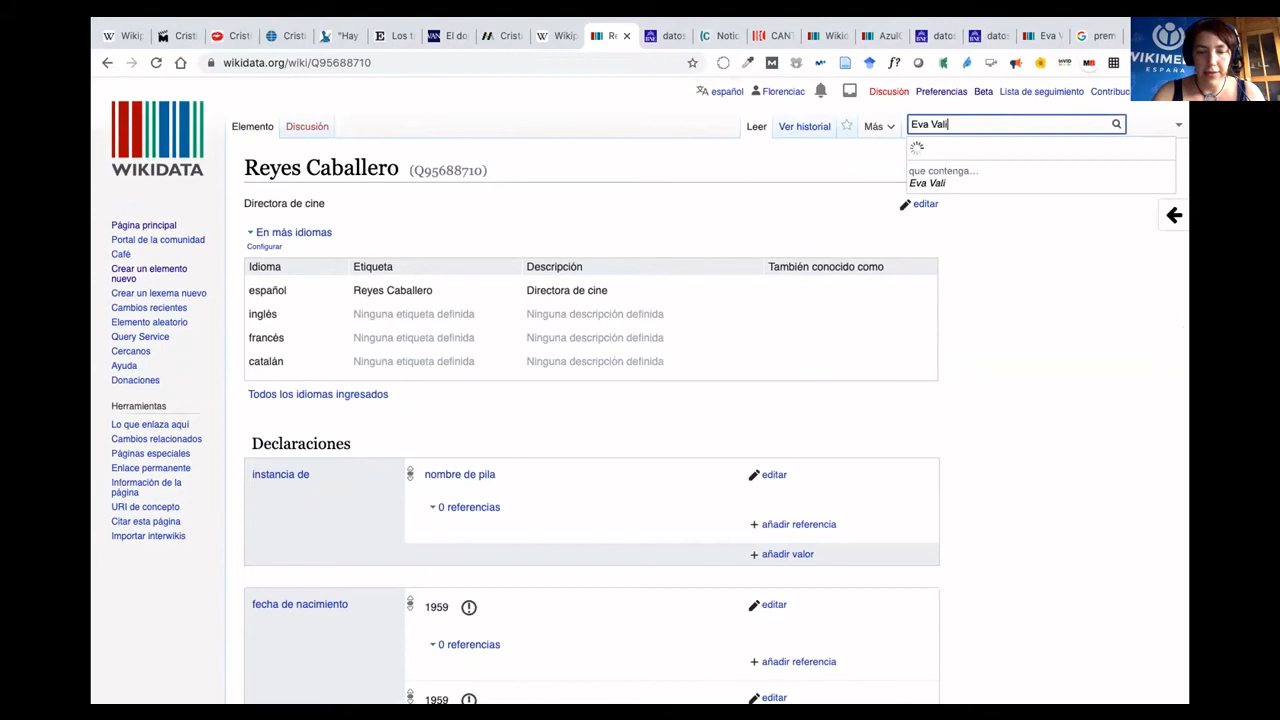 Wikip
Cristi
Cristi
Cristi
"Hay
Los t
El do
Crist
Wikip
Re
datos
Notic
CANT
Wikid
AzulC
datos
datos
Eva V
prem
wikidata.org/wiki/Q95688710
WIKIMEDIA
ESPAÑA
español
Florenciac
Discusión
Preferencias
Beta
Lista de seguimiento
Contribuc
WIKIDATA
Elemento
Discusión
Leer
Ver historial
Más
Eva Vali
que contenga...
Eva Vali
Reyes Caballero (Q95688710)
Directora de cine
editar
En más idiomas
Configurar
Idioma Etiqueta Descripción También conocido como
español Reyes Caballero Directora de cine
inglés Ninguna etiqueta definida Ninguna descripción definida
francés Ninguna etiqueta definida Ninguna descripción definida
catalán Ninguna etiqueta definida Ninguna descripción definida
Todos los idiomas ingresados
Página principal
Portal de la comunidad
Café
Crear un elemento
nuevo
Crear un lexema nuevo
Cambios recientes
Elemento aleatorio
Query Service
Cercanos
Ayuda
Donaciones
Herramientas
Lo que enlaza aquí
Cambios relacionados
Páginas especiales
Enlace permanente
Información de la
página
URI de concepto
Citar esta página
Importar interwikis
Declaraciones
instancia de
nombre de pila
editar
0 referencias
+ añadir referencia
+ añadir valor
fecha de nacimiento
1959
editar
0 referencias
+ añadir referencia
1959
editar